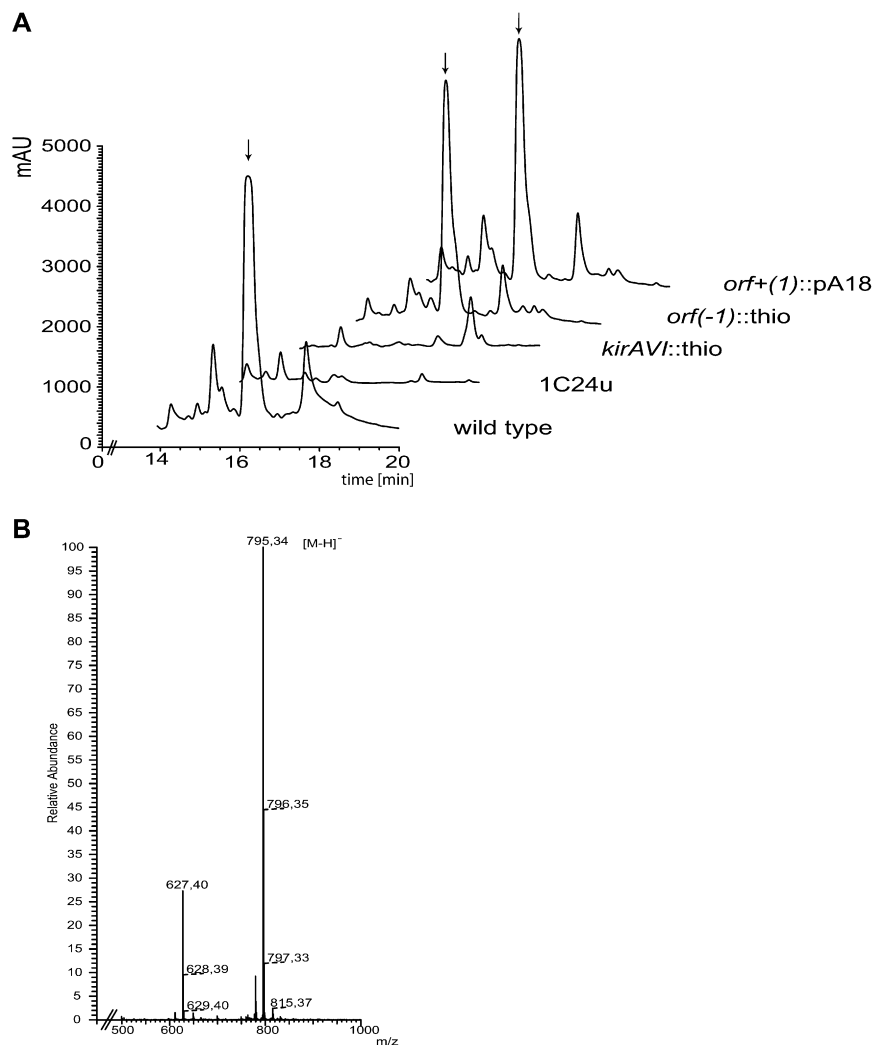 A
mAU
5000
4000
3000
2000
1000
0
0 14 16 18 20
time [min]
orf+(1)::pA18
orf(-1)::thio
kirAVI::thio
1C24u
wild type
B
795,34 [M-H]⁻
100
95
90
85
80
75
70
65
60
55
50
45
40
35
30
25
20
15
10
5
0
Relative Abundance
796,35
627,40
797,33
628,39
815,37
629,40
500 600 800 1000
m/z